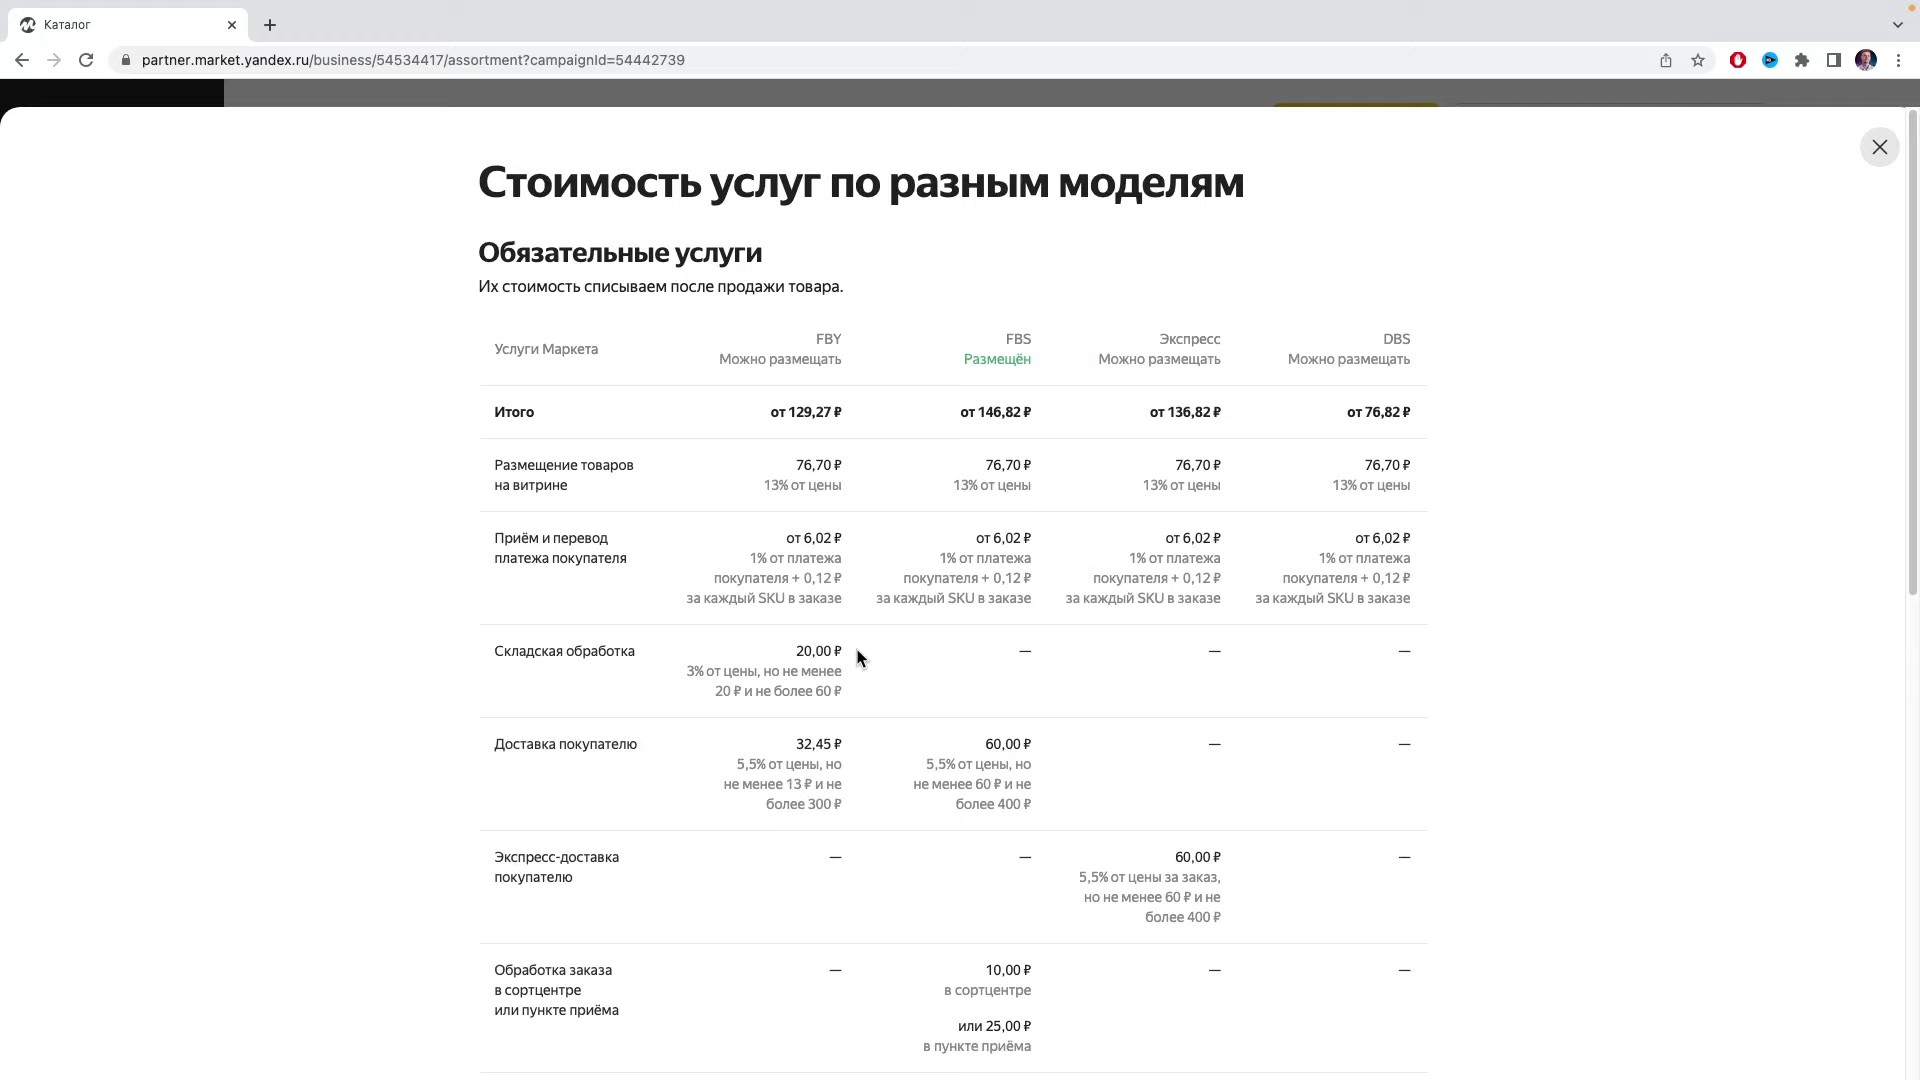 Каталог
partner.market.yandex.ru/business/54534417/assortment?campaignId=54442739
Стоимость услуг по разным моделям
Обязательные услуги
Их стоимость списываем после продажи товара.
Услуги Маркета
FBY
Можно размещать
FBS
Размещён
Экспресс
Можно размещать
DBS
Можно размещать
Итого
от 129,27 ₽
от 146,82 ₽
от 136,82 ₽
от 76,82 ₽
Размещение товаров
на витрине
76,70 ₽
13% от цены
76,70 ₽
13% от цены
76,70 ₽
13% от цены
76,70 ₽
13% от цены
Приём и перевод
платежа покупателя
от 6,02 ₽
1% от платежа
покупателя + 0,12 ₽
за каждый SKU в заказе
от 6,02 ₽
1% от платежа
покупателя + 0,12 ₽
за каждый SKU в заказе
от 6,02 ₽
1% от платежа
покупателя + 0,12 ₽
за каждый SKU в заказе
от 6,02 ₽
1% от платежа
покупателя + 0,12 ₽
за каждый SKU в заказе
Складская обработка
20,00 ₽
3% от цены, но не менее
20 ₽ и не более 60 ₽
—
—
—
Доставка покупателю
32,45 ₽
5,5% от цены, но
не менее 13 ₽ и не
более 300 ₽
60,00 ₽
5,5% от цены, но
не менее 60 ₽ и не
более 400 ₽
—
—
Экспресс-доставка
покупателю
—
—
60,00 ₽
5,5% от цены за заказ,
но не менее 60 ₽ и не
более 400 ₽
—
Обработка заказа
в сортцентре
или пункте приёма
—
10,00 ₽
в сортцентре
или 25,00 ₽
в пункте приёма
—
—